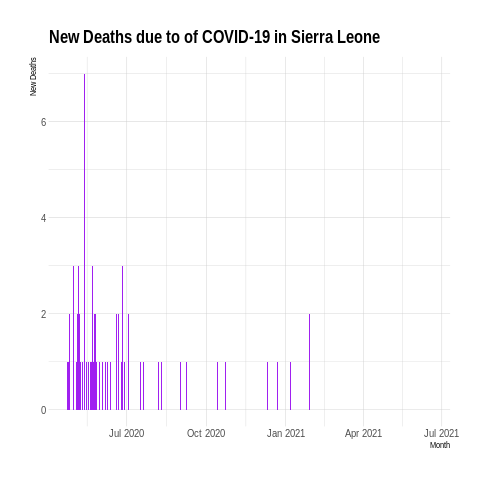 New Deaths due to of COVID-19 in Sierra Leone
New Deaths
6
4
2
0
Jul 2020 Oct 2020 Jan 2021 Apr 2021 Jul 2021
Month